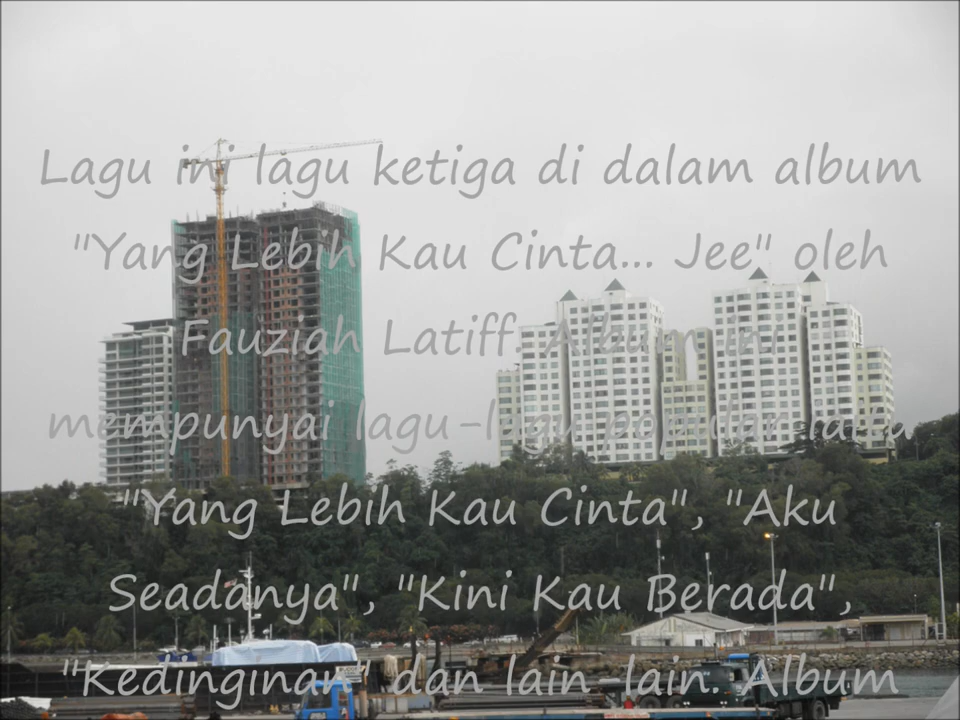 Lagu ini lagu ketiga di dalam album
"Yang Lebih Kau Cinta... Jee" oleh
Fauziah Latiff. Album ini
mempunyai lagu-lagu popular iaitu
"Yang Lebih Kau Cinta", "Aku
Seadanya", "Kini Kau Berada",
"Kedinginan" dan lain-lain. Album